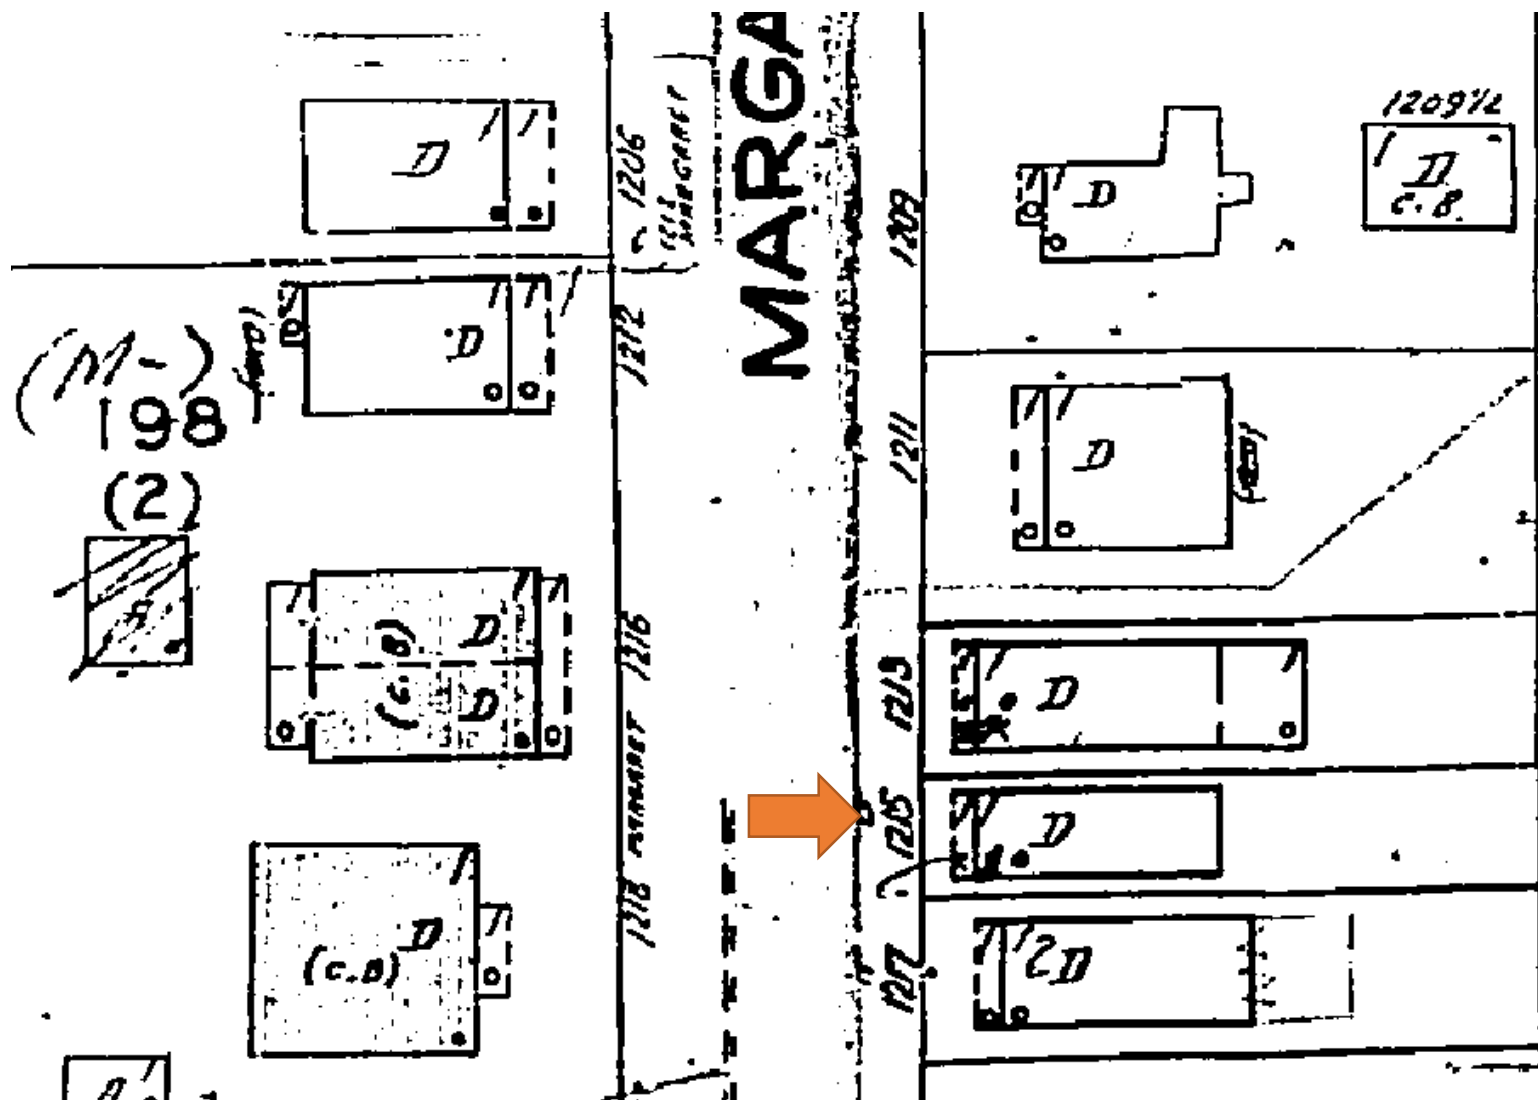 MARGA
1206
1212
1216
1218
MARGARET
1209
1209½
1211
1213
1215
1217
D
D
D
D
(C.B)
D
(C.B)
D
D
C.B.
D
D
D
2D
(M-)
198
(2)